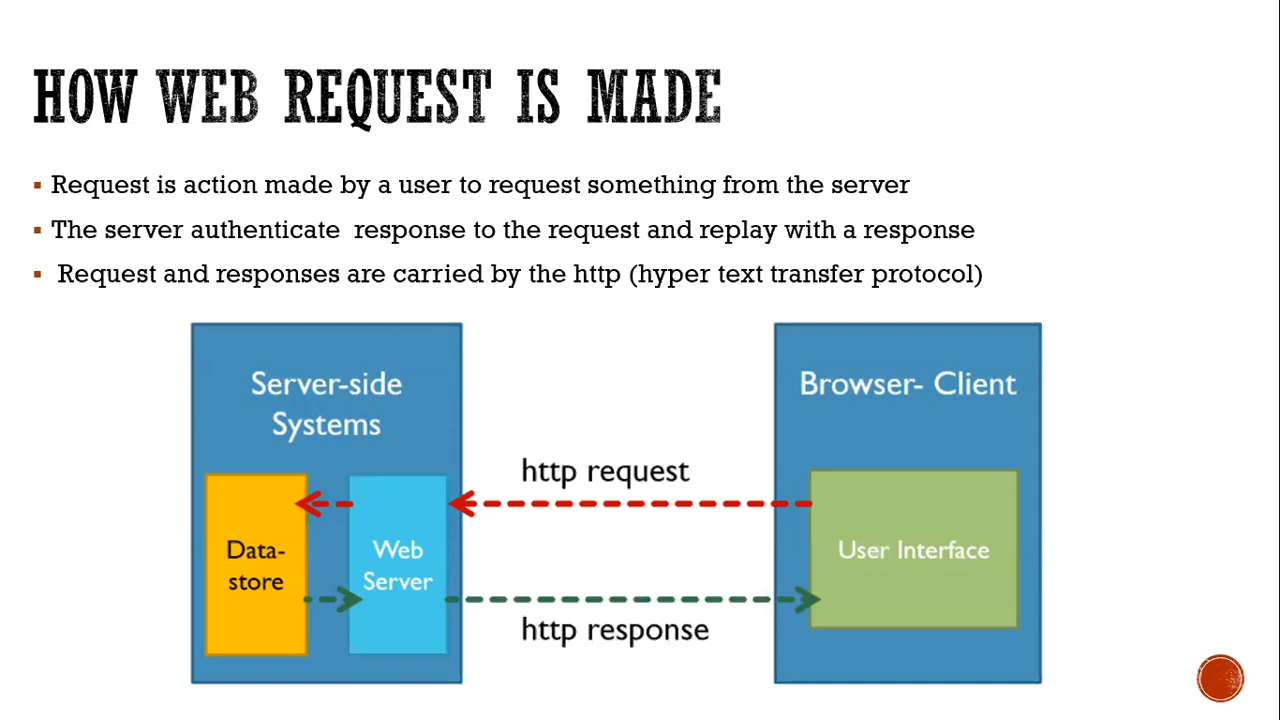 HOW WEB REQUEST IS MADE
▪ Request is action made by a user to request something from the server
▪ The server authenticate  response to the request and replay with a response
▪ Request and responses are carried by the http (hyper text transfer protocol)
Server-side
Systems
Data-
store
Web
Server
http request
http response
Browser- Client
User Interface